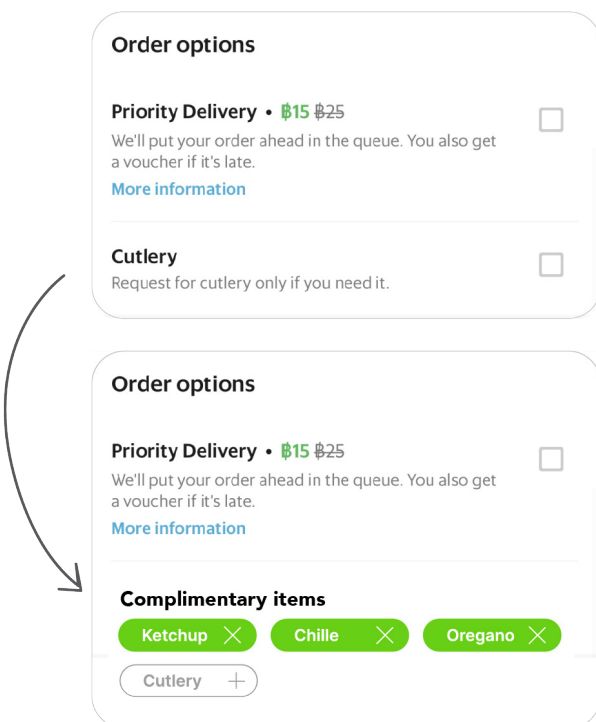 Order options
Priority Delivery • ฿15 ฿25
We'll put your order ahead in the queue. You also get
a voucher if it's late.
More information
Cutlery
Request for cutlery only if you need it.
Order options
Priority Delivery • ฿15 ฿25
We'll put your order ahead in the queue. You also get
a voucher if it's late.
More information
Complimentary items
Ketchup Chille Oregano
Cutlery